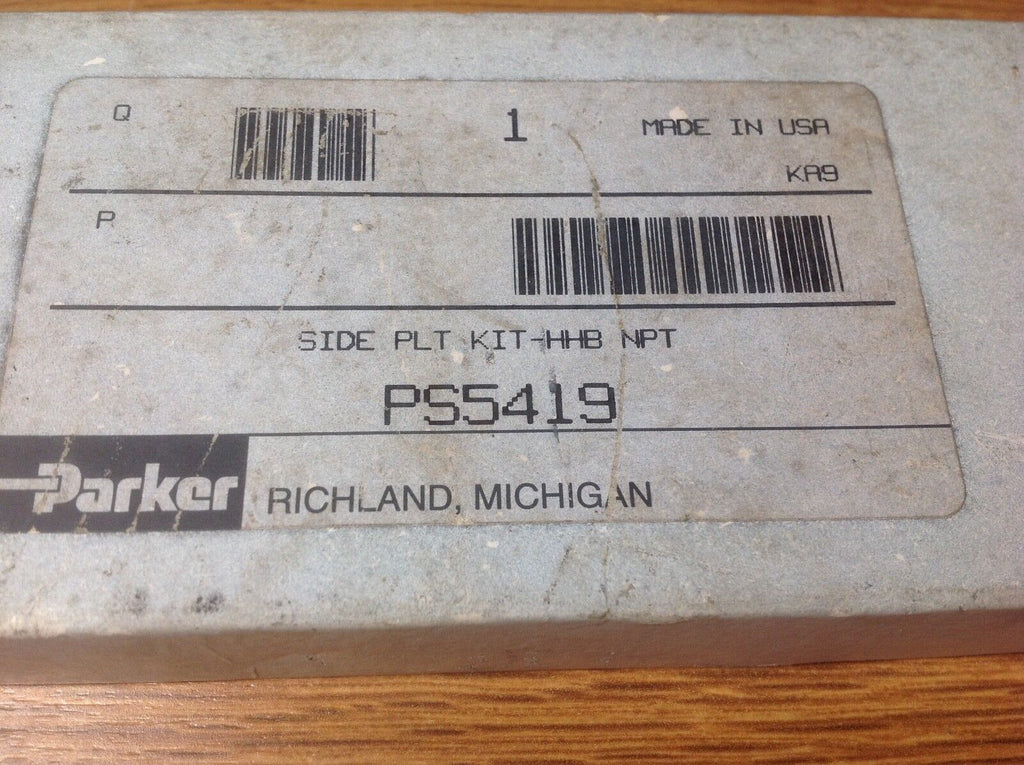 Q 1 MADE IN USA
KA9
P
SIDE PLT KIT-HHB NPT
PS5419
Parker RICHLAND, MICHIGAN